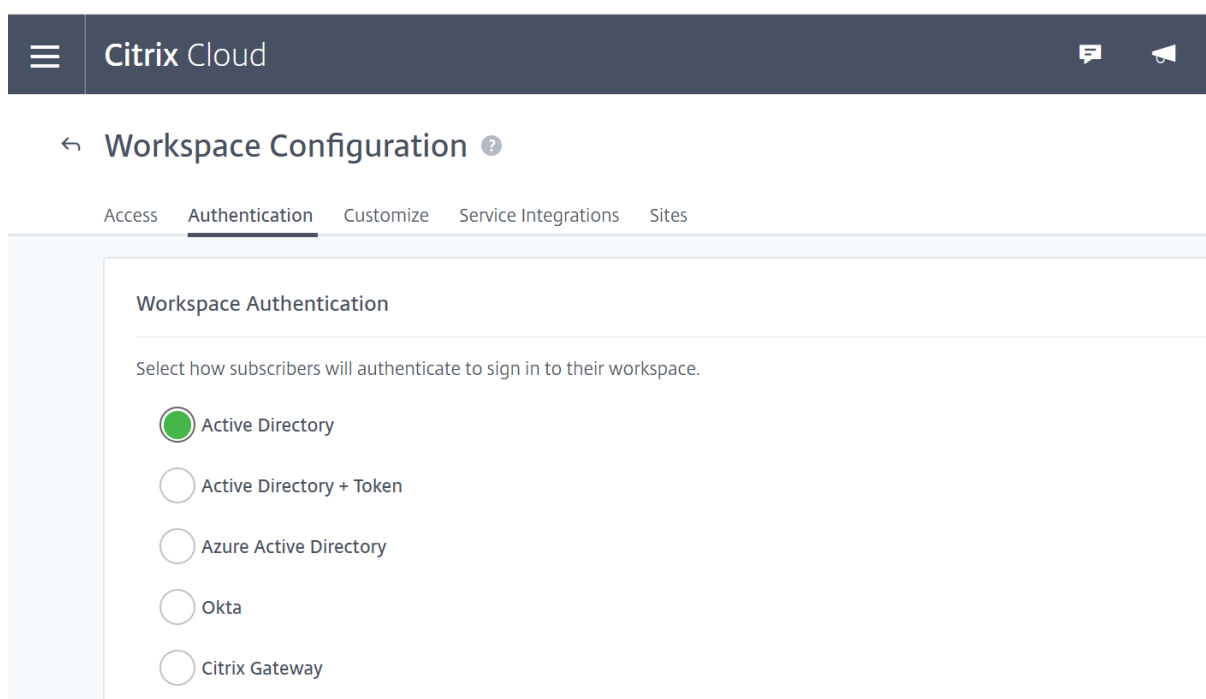 Citrix Cloud
Workspace Configuration ?
Access Authentication Customize Service Integrations Sites
Workspace Authentication
Select how subscribers will authenticate to sign in to their workspace.
Active Directory
Active Directory + Token
Azure Active Directory
Okta
Citrix Gateway